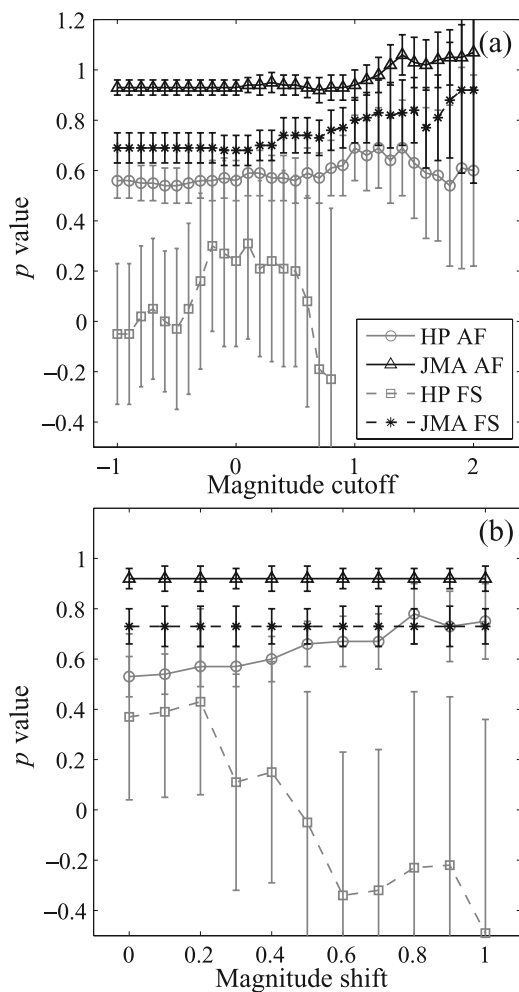 (a)
1.2
1
0.8
0.6
0.4
0.2
0
−0.2
−0.4
p value
HP AF
JMA AF
HP FS
JMA FS
−1 0 1 2
Magnitude cutoff
(b)
1
0.8
0.6
0.4
0.2
0
−0.2
−0.4
p value
0 0.2 0.4 0.6 0.8 1
Magnitude shift